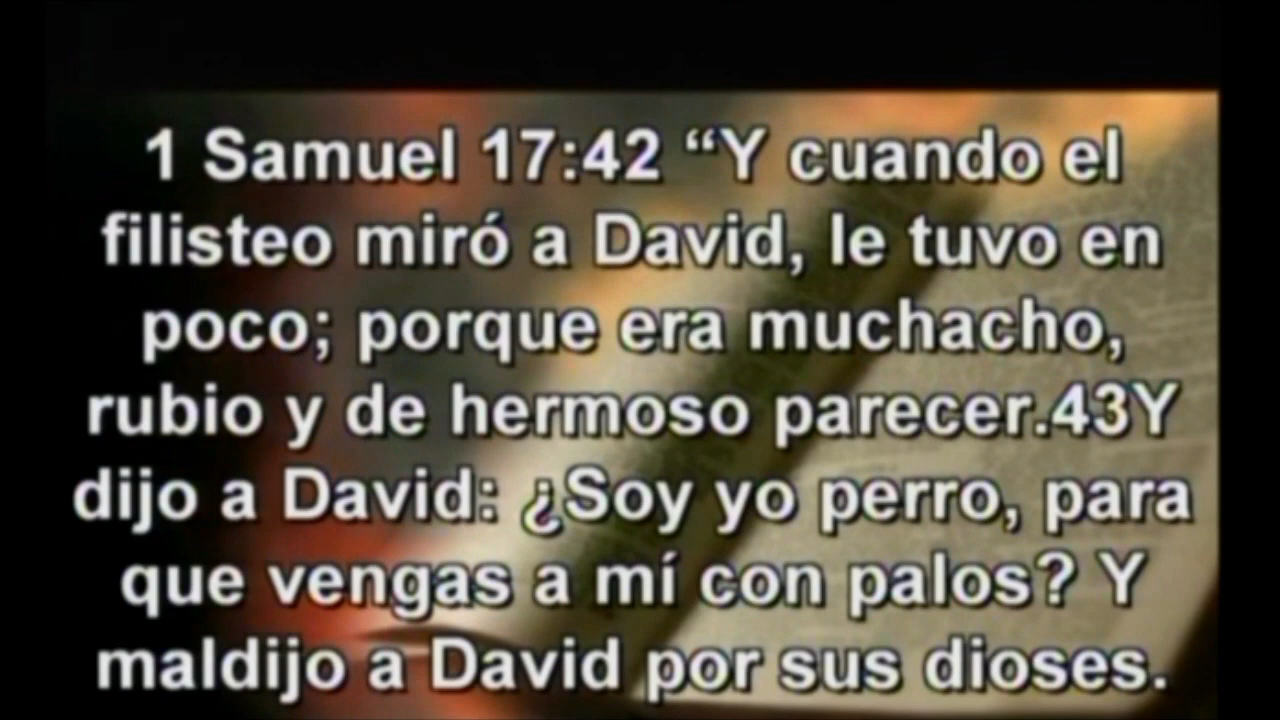 1 Samuel 17:42 “Y cuando el
filisteo miró a David, le tuvo en
poco; porque era muchacho,
rubio y de hermoso parecer.43Y
dijo a David: ¿Soy yo perro, para
que vengas a mí con palos? Y
maldijo a David por sus dioses.